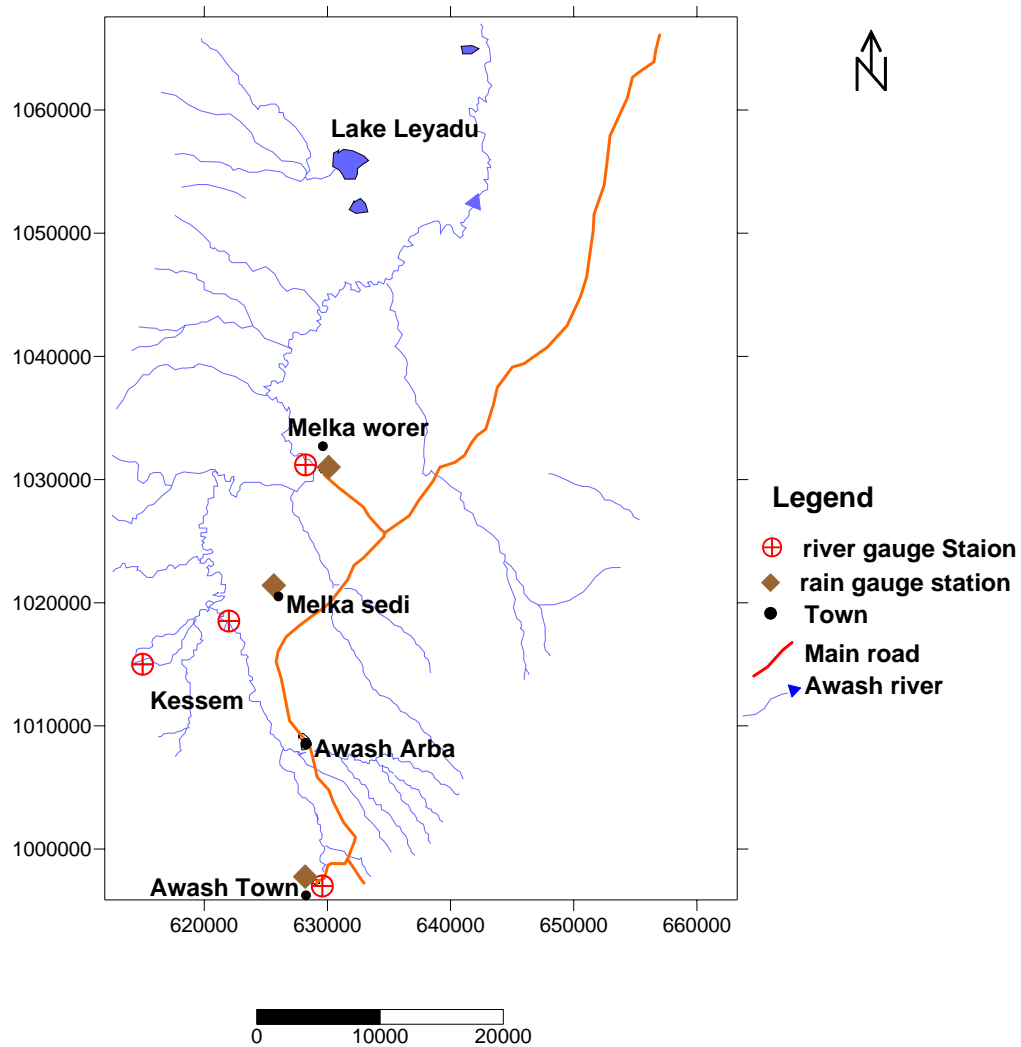 N
1060000
Lake Leyadu
1050000
1040000
Melka worer
1030000
Legend
river gauge Staion
rain gauge station
1020000
Melka sedi
Town
Main road
Kessem
Awash river
1010000
Awash Arba
1000000
Awash Town
620000 630000 640000 650000 660000
0 10000 20000